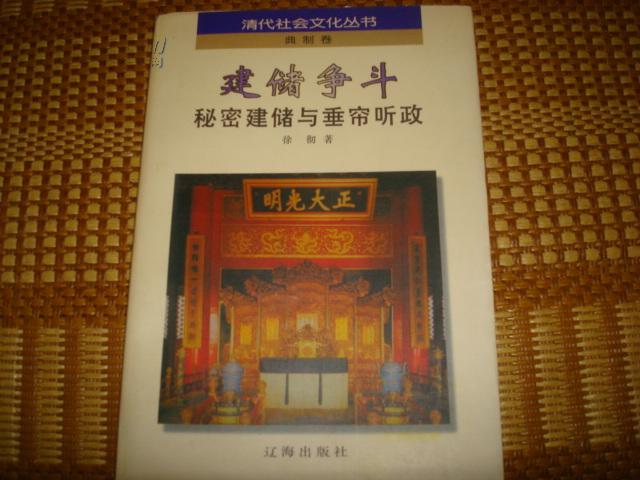 清代社会文化丛书
典制卷
建储争斗
秘密建储与垂帘听政
徐彻著
明光大正
辽海出版社